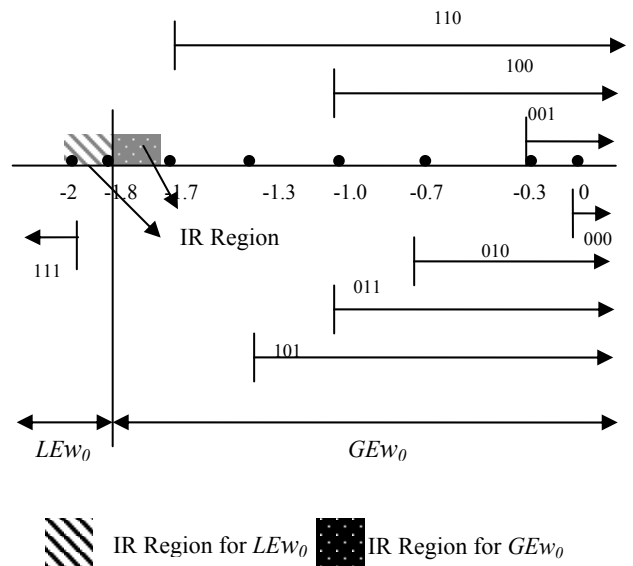 110
100
001
-2 -1.8 -1.7 -1.3 -1.0 -0.7 -0.3 0
IR Region
000
111
010
011
101
LEw0 GEw0
IR Region for LEw0 IR Region for GEw0